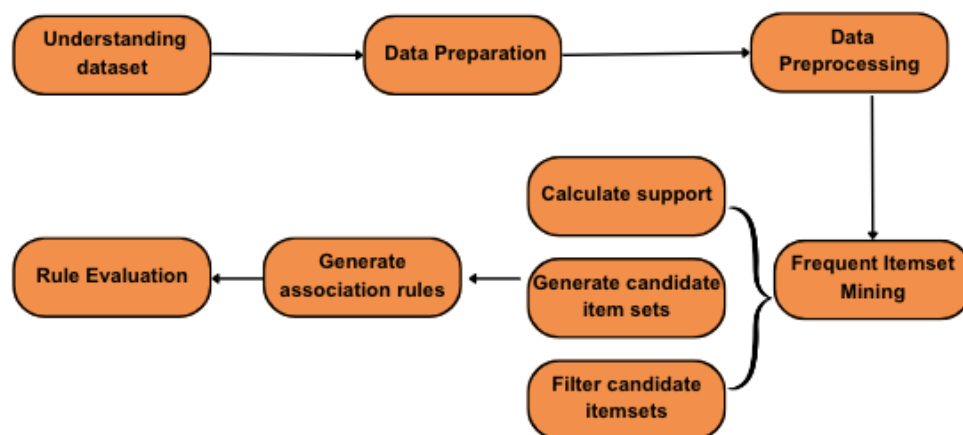 Understanding
dataset
Data Preparation
Data
Preprocessing
Calculate support
Rule Evaluation
Generate
association rules
Generate candidate
item sets
Frequent Itemset
Mining
Filter candidate
itemsets